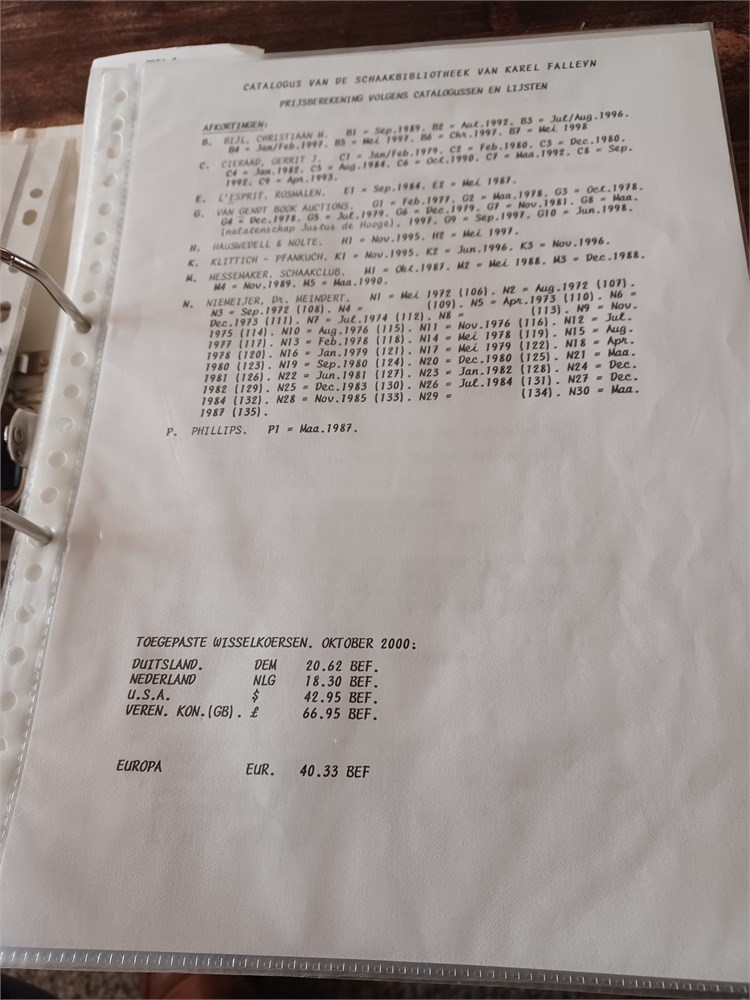 CATALOGUS VAN DE SCHAAKBIBLIOTHEEK VAN KAREL FALLEYN
PRIJSBEREKENING VOLGENS CATALOGUSSEN EN LIJSTEN
AFKORTINGEN:
B. BIJL, CHRISTIAAN M. B1 = Sep.1989. B2 = Aut.1992. B3 = Jul/Aug.1996.
B4 = Jan/Feb.1997. B5 = Mei 1997. B6 = Chr.1997. B7 = Mei 1998
C. CIERAAD, GERRIT J. C1 = Jan/Feb.1979. C2 = Feb.1980. C3 = Dec.1980.
C4 = Jan.1982. C5 = Aug.1984. C6 = Oct.1990. C7 = Maa.1992. C8 = Sep.
1992. C9 = Apr.1993.
E. L'ESPRIT. ROSMALEN. E1 = Sep.1984. E2 = Mei 1987.
G. VAN GENDT BOOK AUCTIONS. G1 = Feb.1977. G2 = Maa.1978. G3 = Oct.1978.
G4 = Dec.1978. G5 = Jul.1979. G6 = Dec.1979. G7 = Nov.1981. G8 = Maa.
(natatenschap Justus de Hooge). 1997. G9 = Sep.1997. G10 = Jun.1998.
H. HAUSWEDELL & NOLTE. H1 = Nov.1995. H2 = Mei 1997.
K. KLITTICH - PFANKUCH. K1 = Nov.1995. K2 = Jun.1996. K3 = Nov.1996.
M. MESSEMAKER, SCHAAKCLUB. M1 = Okt.1987. M2 = Mei 1988. M3 = Dec.1988.
M4 = Nov.1989. M5 = Maa.1990.
N. NIEMEIJER, Dr. MEINDERT. N1 = Mei 1972 (106). N2 = Aug.1972 (107).
N3 = Sep.1972 (108). N4 = (109). N5 = Apr.1973 (110). N6 =
Dec.1973 (111). N7 = Jul.1974 (112). N8 = (113). N9 = Nov.
1975 (114). N10 = Aug.1976 (115). N11 = Nov.1976 (116). N12 = Jul.
1977 (117). N13 = Feb.1978 (118). N14 = Mei 1978 (119). N15 = Aug.
1978 (120). N16 = Jan.1979 (121). N17 = Mei 1979 (122). N18 = Apr.
1980 (123). N19 = Sep.1980 (124). N20 = Dec.1980 (125). N21 = Maa.
1981 (126). N22 = Jun.1981 (127). N23 = Jan.1982 (128). N24 = Dec.
1982 (129). N25 = Dec.1983 (130). N26 = Jul.1984 (131). N27 = Dec.
1984 (132). N28 = Nov.1985 (133). N29 = (134). N30 = Maa.
1987 (135).
P. PHILLIPS. P1 = Maa.1987.
TOEGEPASTE WISSELKOERSEN. OKTOBER 2000:
DUITSLAND. DEM 20.62 BEF.
NEDERLAND NLG 18.30 BEF.
U.S.A. $ 42.95 BEF.
VEREN. KON.(GB). £ 66.95 BEF.
EUROPA EUR. 40.33 BEF